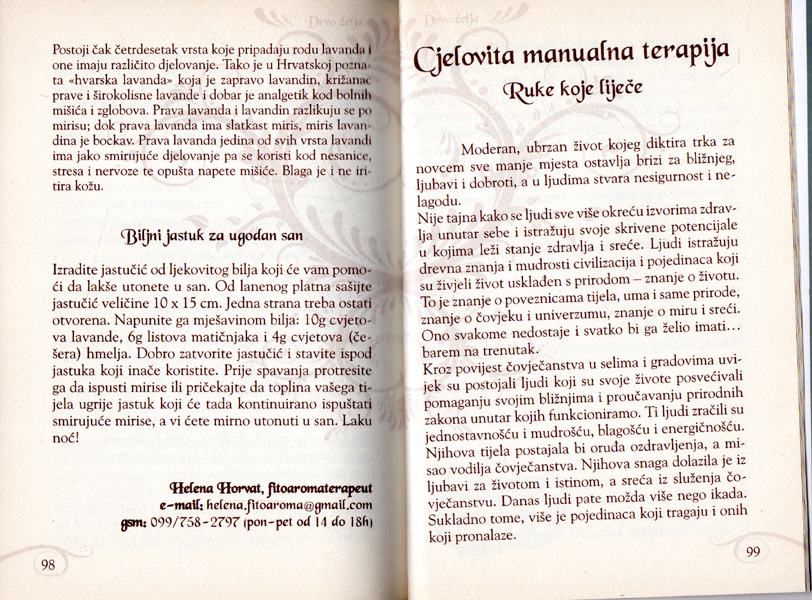 Drvo želja
Postoji čak četrdesetak vrsta koje pripadaju rodu lavanda i
one imaju različito djelovanje. Tako je u Hrvatskoj pozna-
ta «hvarska lavanda» koja je zapravo lavandin, križanac
prave i širokolisne lavande i dobar je analgetik kod bolnih
mišića i zglobova. Prava lavanda i lavandin razlikuju se po
mirisu; dok prava lavanda ima slatkast miris, miris lavan-
dina je bockav. Prava lavanda jedina od svih vrsta lavandi
ima jako smirujuće djelovanje pa se koristi kod nesanice,
stresa i nervoze te opušta napete mišiće. Blaga je i ne iri-
tira kožu.
Biljni jastuk za ugodan san
Izradite jastučić od ljekovitog bilja koji će vam pomo-
ći da lakše utonete u san. Od lanenog platna sašijte
jastučić veličine 10 x 15 cm. Jedna strana treba ostati
otvorena. Napunite ga mješavinom bilja: 10g cvjeto-
va lavande, 6g listova matičnjaka i 4g cvjetova (če-
šera) hmelja. Dobro zatvorite jastučić i stavite ispod
jastuka koji inače koristite. Prije spavanja protresite
ga da ispusti mirise ili pričekajte da toplina vašega ti-
jela ugrije jastuk koji će tada kontinuirano ispuštati
smirujuće mirise, a vi ćete mirno utonuti u san. Laku
noć!
Helena Horvat, fitoaromaterapeut
e-mail: helena.fitoaroma@gmail.com
gsm: 099/758-2797 (pon-pet od 14 do 18h)
98
Drvo želja
Cjelovita manualna terapija
Ruke koje liječe
Moderan, ubrzan život kojeg diktira trka za
novcem sve manje mjesta ostavlja brizi za bližnjeg,
ljubavi i dobroti, a u ljudima stvara nesigurnost i ne-
lagodu.
Nije tajna kako se ljudi sve više okreću izvorima zdrav-
lja unutar sebe i istražuju svoje skrivene potencijale
u kojima leži stanje zdravlja i sreće. Ljudi istražuju
drevna znanja i mudrosti civilizacija i pojedinaca koji
su živjeli život usklađen s prirodom – znanje o životu.
To je znanje o poveznicama tijela, uma i same prirode,
znanje o čovjeku i univerzumu, znanje o miru i sreći.
Ono svakome nedostaje i svatko bi ga želio imati...
barem na trenutak.
Kroz povijest čovječanstva u selima i gradovima uvi-
jek su postojali ljudi koji su svoje živote posvećivali
pomaganju svojim bližnjima i proučavanju prirodnih
zakona unutar kojih funkcioniramo. Ti ljudi zračili su
jednostavnošću i mudrošću, blagošću i energičnošću.
Njihova tijela postajala bi oruđa ozdravljenja, a mi-
sao vodilja čovječanstva. Njihova snaga dolazila je iz
ljubavi za životom i istinom, a sreća iz služenja čo-
vječanstvu. Danas ljudi pate možda više nego ikada.
Sukladno tome, više je pojedinaca koji tragaju i onih
koji pronalaze.
99